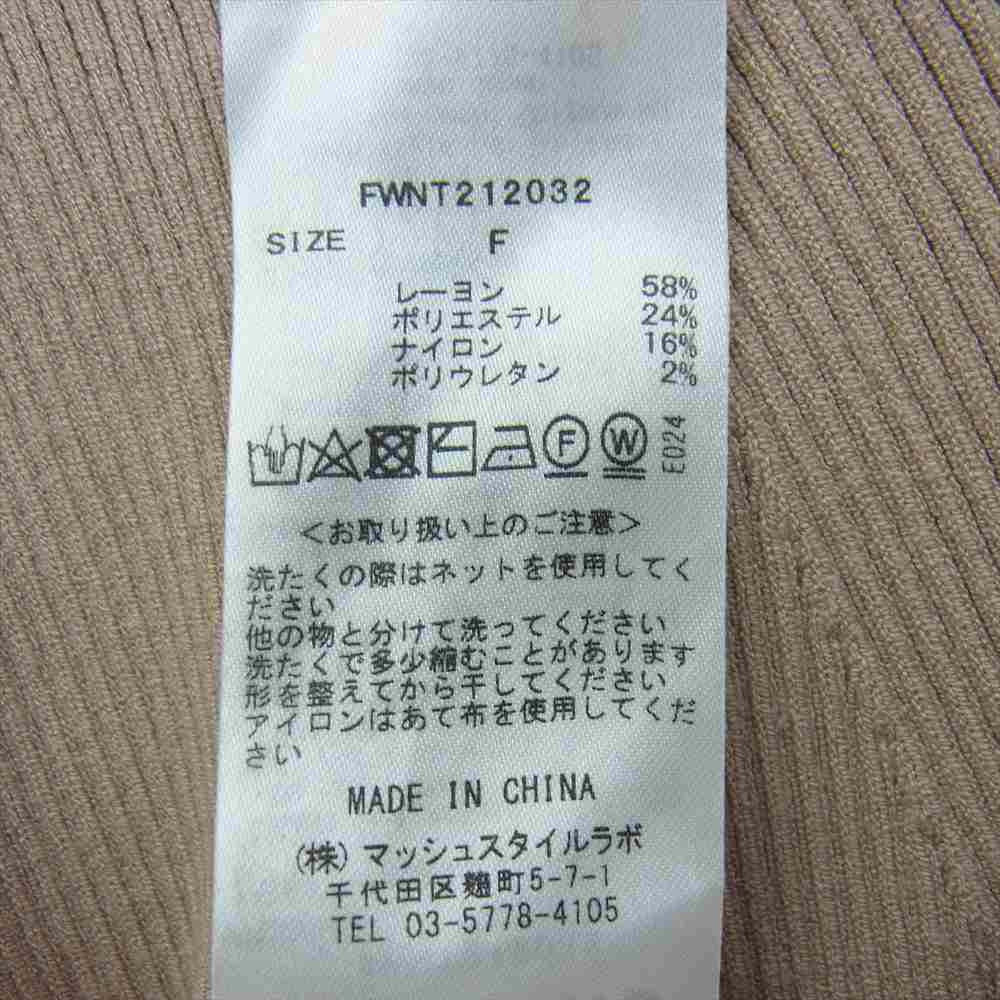 FWNT212032
SIZE F
レーヨン 58%
ポリエステル 24%
ナイロン 16%
ポリウレタン 2%
F W E024
<お取り扱い上のご注意>
洗たくの際はネットを使用してく
ださい
他の物と分けて洗ってください
洗たくで多少縮むことがあります
形を整えてから干してください
アイロンはあて布を使用してくだ
さい
MADE IN CHINA
(株)マッシュスタイルラボ
千代田区麹町5-7-1
TEL 03-5778-4105